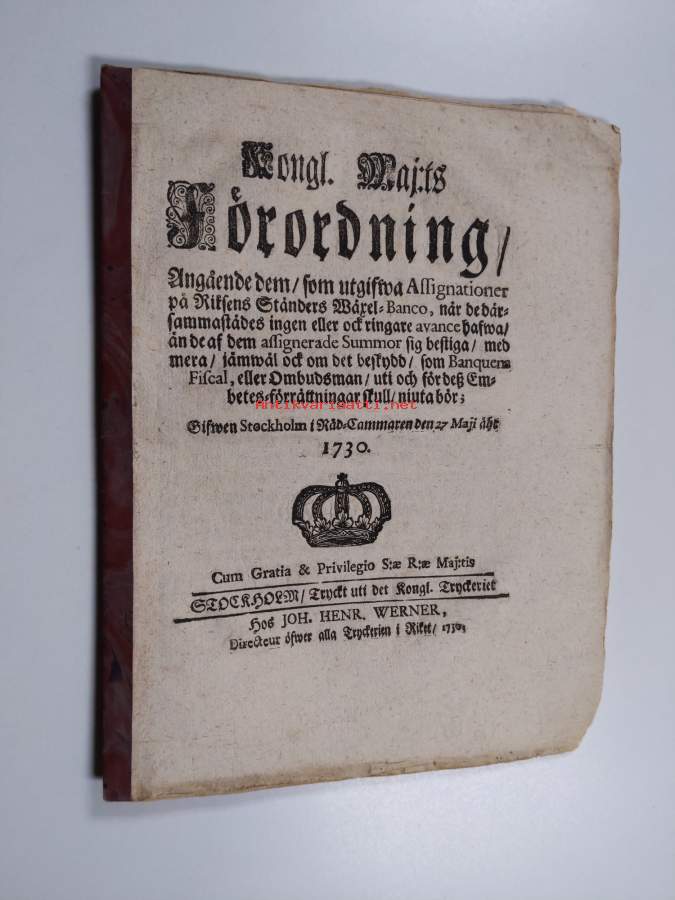 Kongl. Maj:ts
Förordning/
Angående dem/ som utgifwa Assignationer
på Riksens Ständers Wäxel-Banco, när de där-
sammastädes ingen eller ock ringare avance hafwa/
än de af dem assignerade Summor sig bestiga/ med
mera/ jämwäl ock om det beskydd/ som Banquens
Fiscal, eller Ombudsman/ uti och för deß Em-
betes-förrättningar skull/ niuta bör;
Antikvariaatti.net
Gifwen Stockholm i Råd-Cammaren den 27 Maji åhr
1730.
Cum Gratia & Privilegio S:æ R:æ Maj:tis
STOCKHOLM/ Tryckt uti det Kongl. Tryckeriet
Hos JOH. HENR. WERNER,
Directeur öfwer alla Tryckerien i Riket/ 1730.